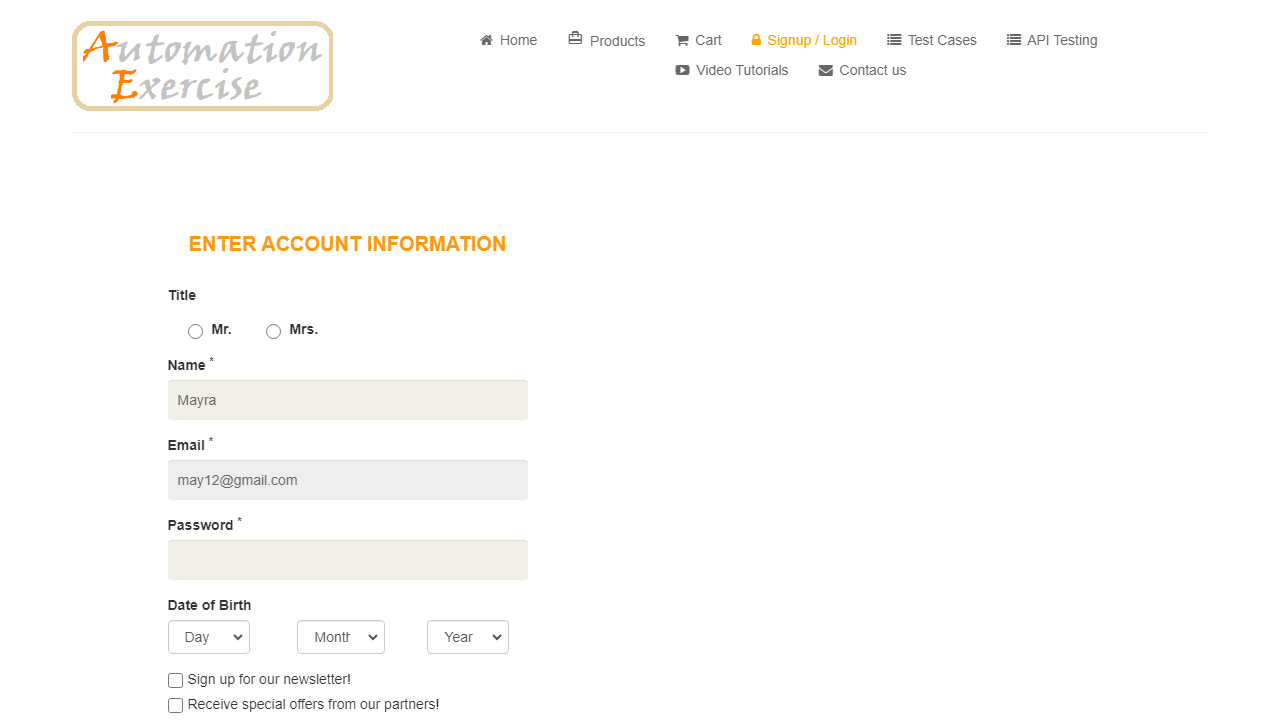 Automation
Exercise
Home
Products
Cart
Signup / Login
Test Cases
API Testing
Video Tutorials
Contact us
ENTER ACCOUNT INFORMATION
Title
Mr.
Mrs.
Name *
Mayra
Email *
may12@gmail.com
Password *
Date of Birth
Day
Month
Year
Sign up for our newsletter!
Receive special offers from our partners!